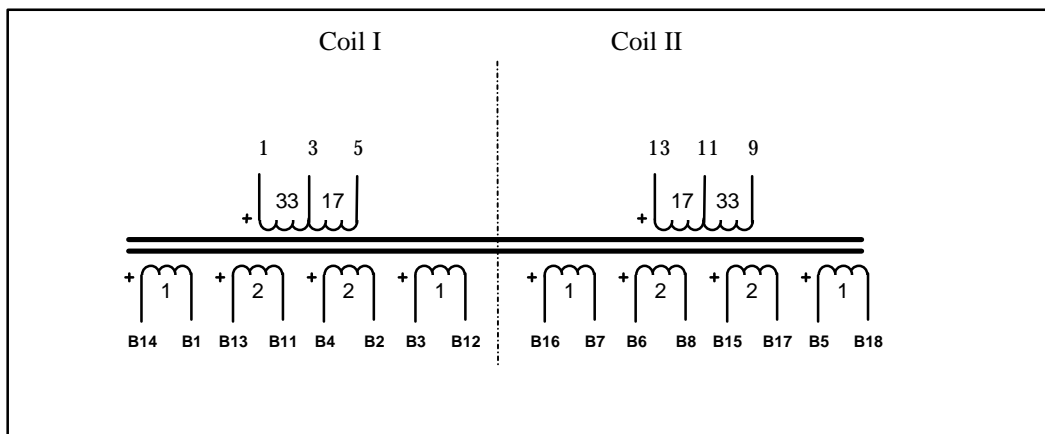 Coil I Coil II
1 3 5 13 11 9
33 17 17 33
+ +
+ + + + + + + +
1 2 2 1 1 2 2 1
B14 B1 B13 B11 B4 B2 B3 B12 B16 B7 B6 B8 B15 B17 B5 B18